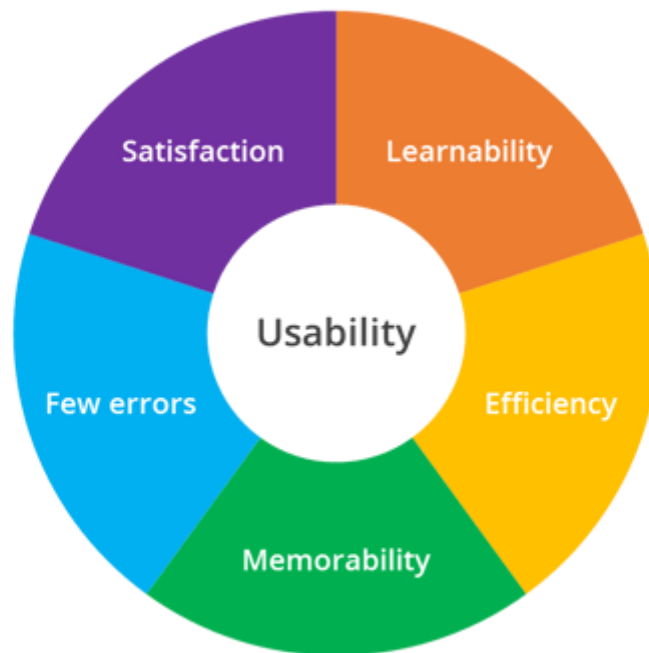 Satisfaction
Learnability
Usability
Few errors
Efficiency
Memorability